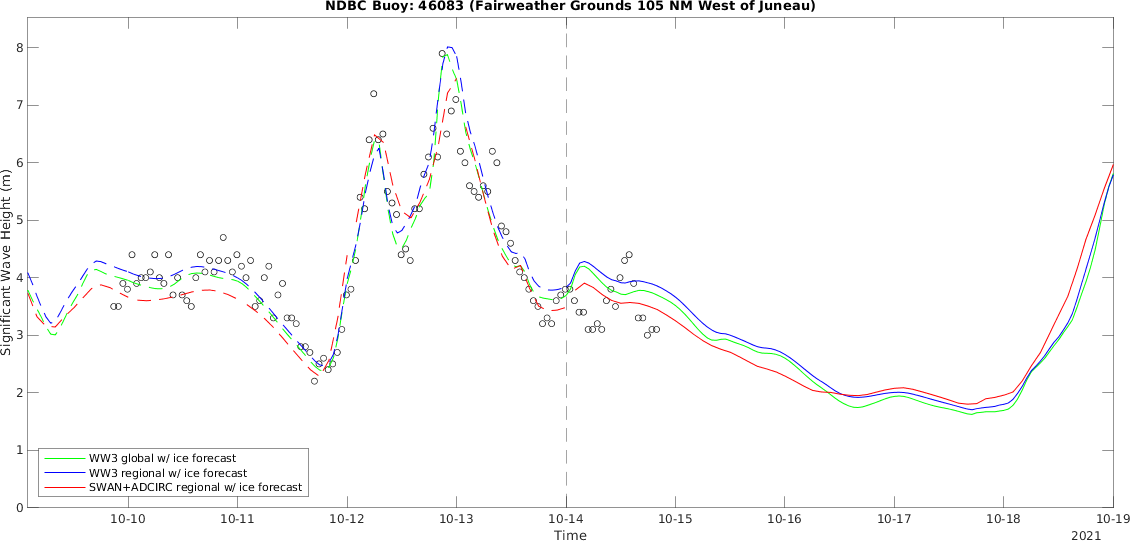 NDBC Buoy: 46083 (Fairweather Grounds 105 NM West of Juneau)
Significant Wave Height (m)
8
7
6
5
4
3
2
1
0
WW3 global w/ ice forecast
WW3 regional w/ ice forecast
SWAN+ADCIRC regional w/ ice forecast
10-10 10-11 10-12 10-13 10-14 10-15 10-16 10-17 10-18 10-19
Time
2021